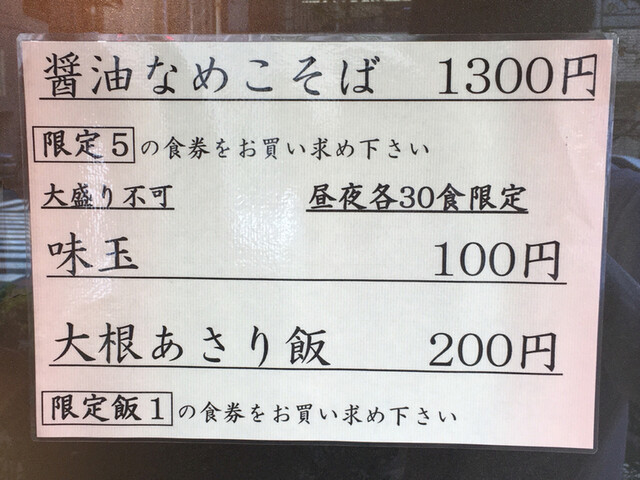 醤油なめこそば 1300円
限定5の食券をお買い求め下さい
大盛り不可 昼夜各30食限定
味玉 100円
大根あさり飯 200円
限定飯1の食券をお買い求め下さい